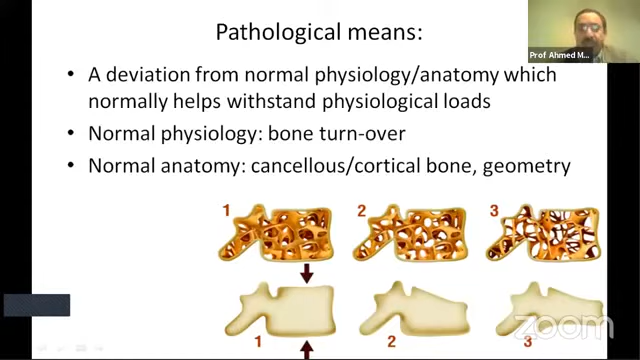 Pathological means:
Prof Ahmed M...
• A deviation from normal physiology/anatomy which
normally helps withstand physiological loads
• Normal physiology: bone turn-over
• Normal anatomy: cancellous/cortical bone, geometry
1 2 3
1 2 3
zoom